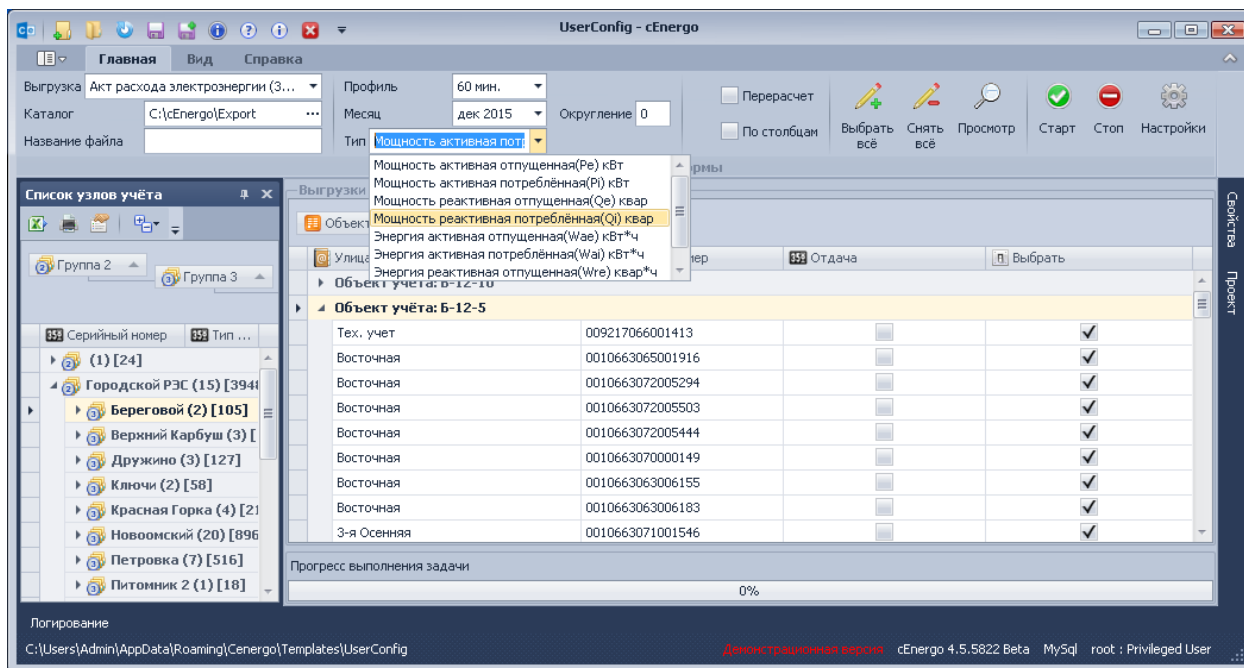 UserConfig - cEnergo
Главная Вид Справка
Выгрузка Акт расхода электроэнергии (З...
Каталог C:\cEnergo\Export ...
Название файла
Профиль 60 мин.
Месяц дек 2015 Округление 0
Тип Мощность активная потр
Перерасчет
По столбцам
Выбрать всё
Снять всё
Просмотр
Старт
Стоп
Настройки
Мощность активная отпущенная(Pe) кВт
Мощность активная потреблённая(Pi) кВт
Мощность реактивная отпущенная(Qe) квар
Мощность реактивная потреблённая(Qi) квар
Энергия активная отпущенная(Wae) кВт*ч
Энергия активная потреблённая(Wai) кВт*ч
Энергия реактивная отпущенная(Wre) квар*ч
Список узлов учёта
Группа 2
Группа 3
Серийный номер Тип ...
(1) [24]
Городской РЭС (15) [394
Береговой (2) [105]
Верхний Карбуш (3) [
Дружино (3) [127]
Ключи (2) [58]
Красная Горка (4) [21
Новоомский (20) [896
Петровка (7) [516]
Питомник 2 (1) [18]
Выгрузки
Объект
Улица Отдача Выбрать
Объект учёта: Б-12-10
Объект учёта: Б-12-5
Тех. учет 009217066001413
Восточная 0010663065001916
Восточная 0010663072005294
Восточная 0010663072005503
Восточная 0010663072005444
Восточная 0010663070000149
Восточная 0010663063006155
Восточная 0010663063006183
3-я Осенняя 0010663071001546
Прогресс выполнения задачи
0%
Свойства
Проект
Логирование
C:\Users\Admin\AppData\Roaming\Cenergo\Templates\UserConfig
Демонстрационная версия cEnergo 4.5.5822 Beta MySql root : Privileged User